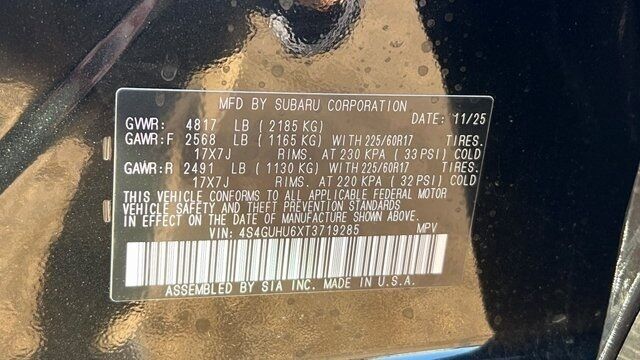 MFD BY SUBARU CORPORATION DATE: 11/25
GVWR: 4817 LB ( 2185 KG)
GAWR: F 2568 LB ( 1165 KG) WITH 225/60R17 TIRES.
17X7J RIMS. AT 230 KPA ( 33 PSI) COLD
GAWR: R 2491 LB ( 1130 KG) WITH 225/60R17 TIRES.
17X7J RIMS. AT 220 KPA ( 32 PSI) COLD
THIS VEHICLE CONFORMS TO ALL APPLICABLE FEDERAL MOTOR
VEHICLE SAFETY AND THEFT PREVENTION STANDARDS
IN EFFECT ON THE DATE OF MANUFACTURE SHOWN ABOVE.
VIN: 4S4GUHU6XT3719285 MPV
ASSEMBLED BY SIA INC. MADE IN U.S.A.